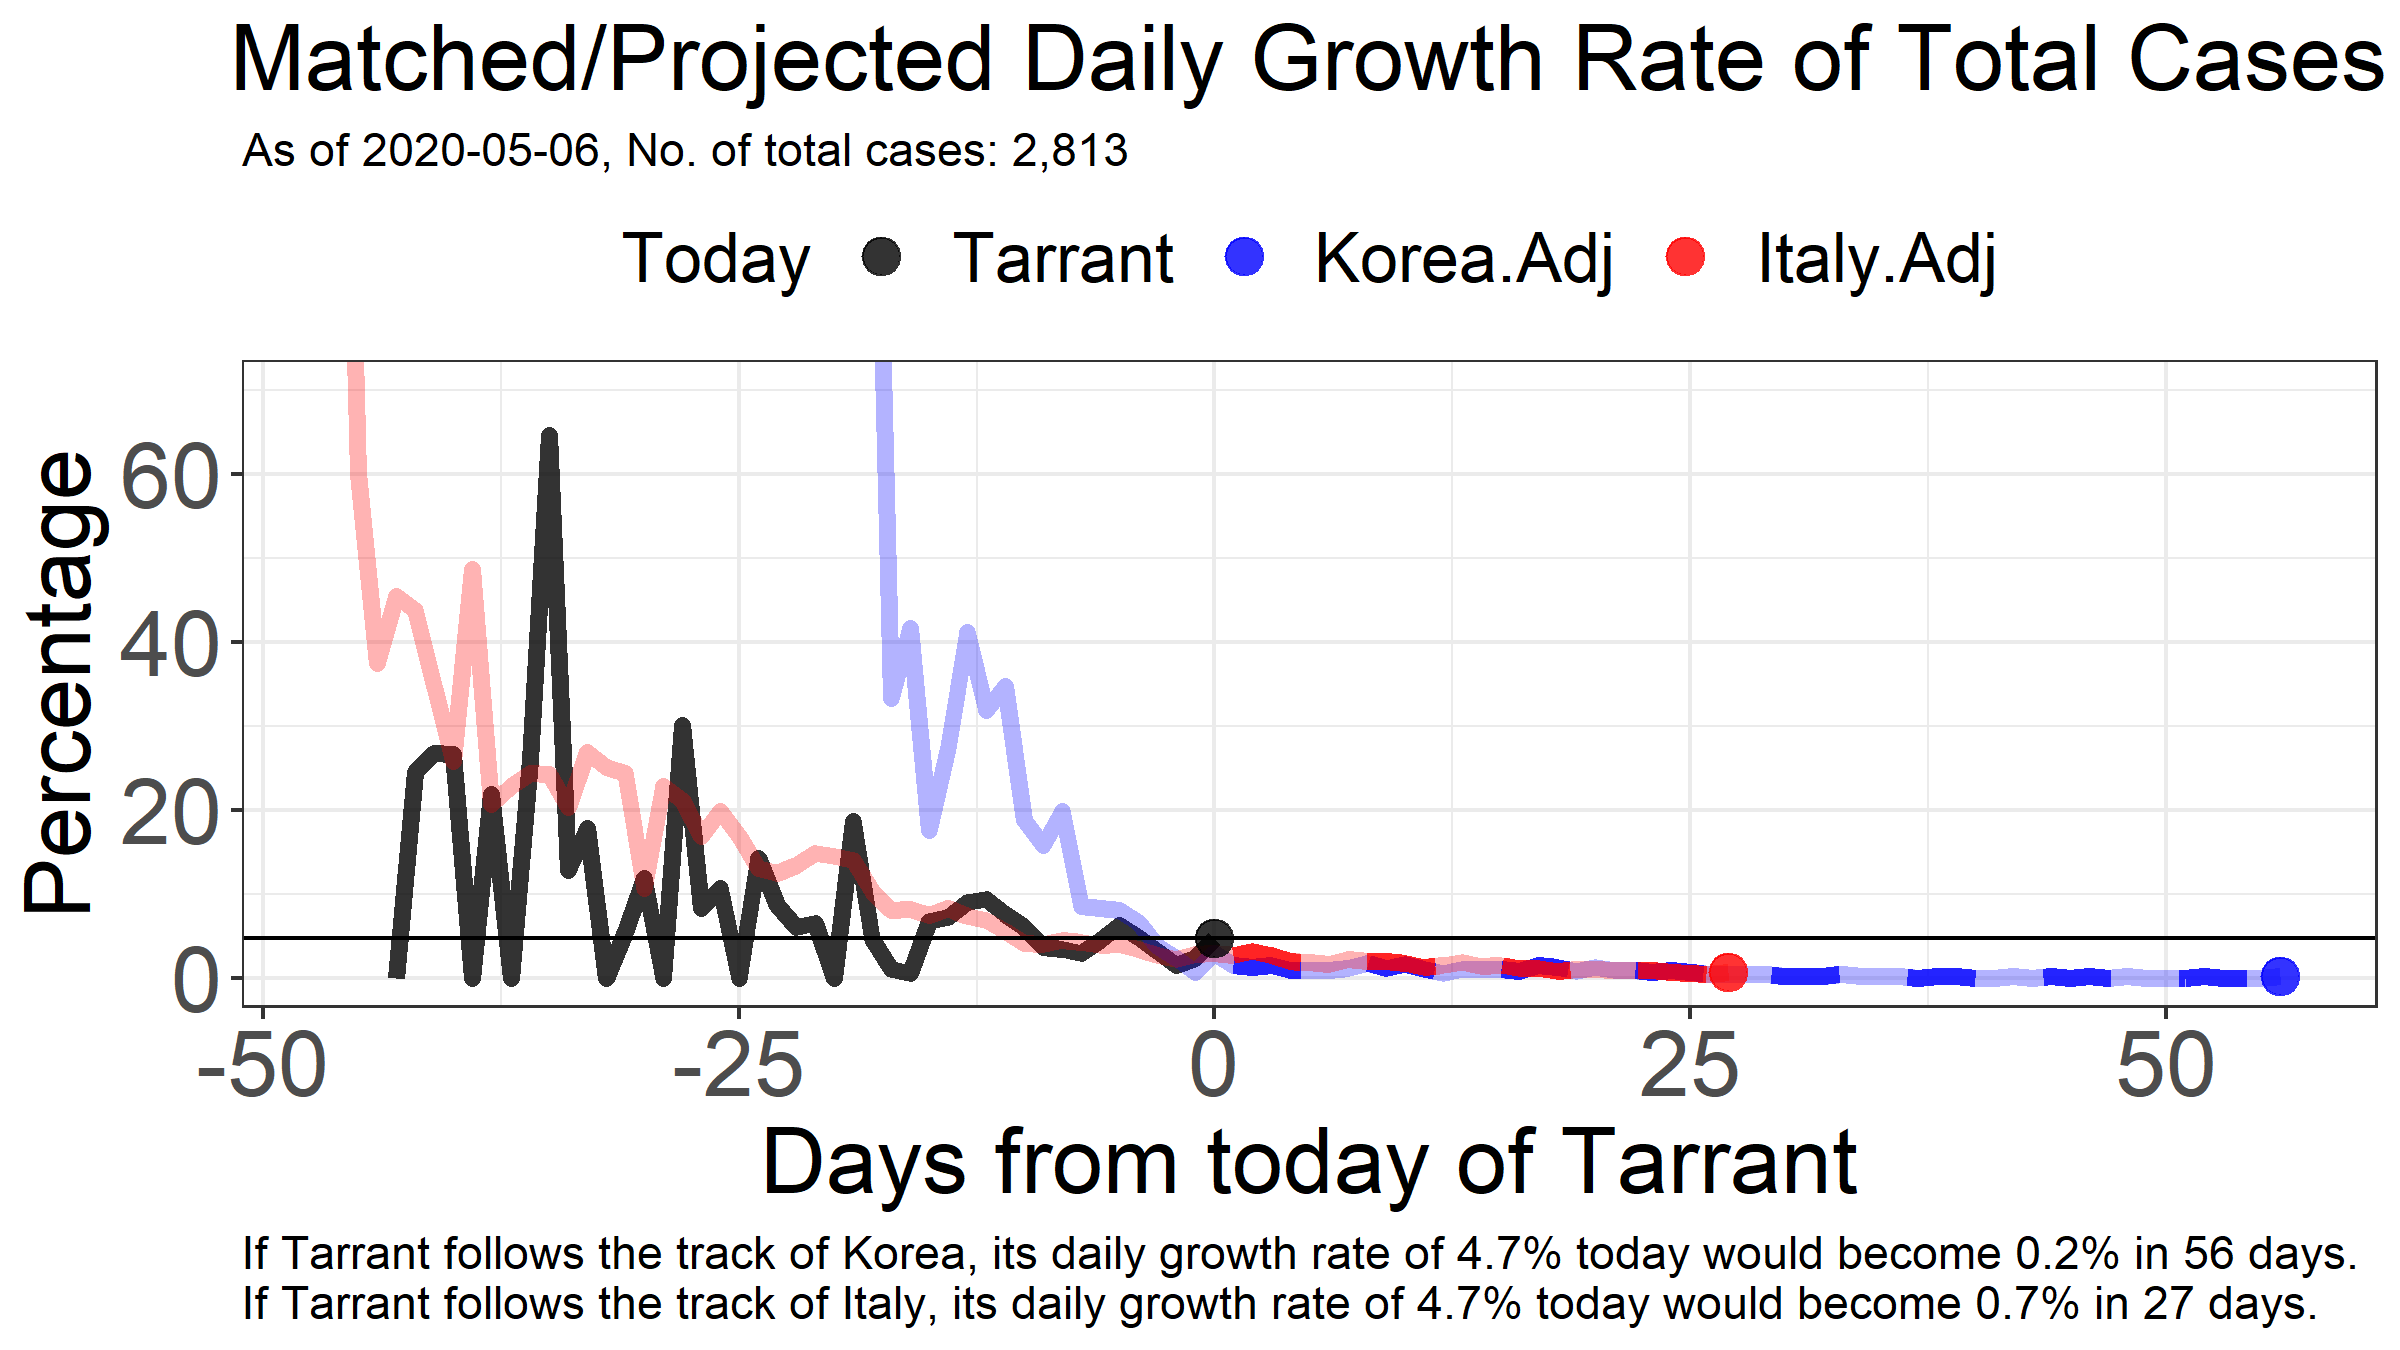 Matched/Projected Daily Growth Rate of Total Cases
As of 2020-05-06, No. of total cases: 2,813
Today Tarrant Korea.Adj Italy.Adj
Percentage
60
40
20
0
-50 -25 0 25 50
Days from today of Tarrant
If Tarrant follows the track of Korea, its daily growth rate of 4.7% today would become 0.2% in 56 days.
If Tarrant follows the track of Italy, its daily growth rate of 4.7% today would become 0.7% in 27 days.